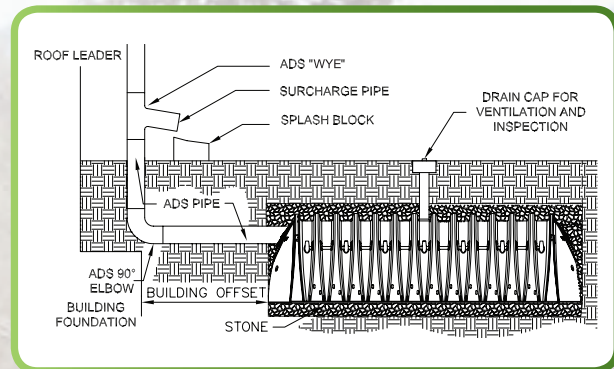 ROOF LEADER
ADS "WYE"
SURCHARGE PIPE
SPLASH BLOCK
DRAIN CAP FOR
VENTILATION AND
INSPECTION
ADS PIPE
ADS 90°
ELBOW
BUILDING OFFSET
BUILDING
FOUNDATION
STONE